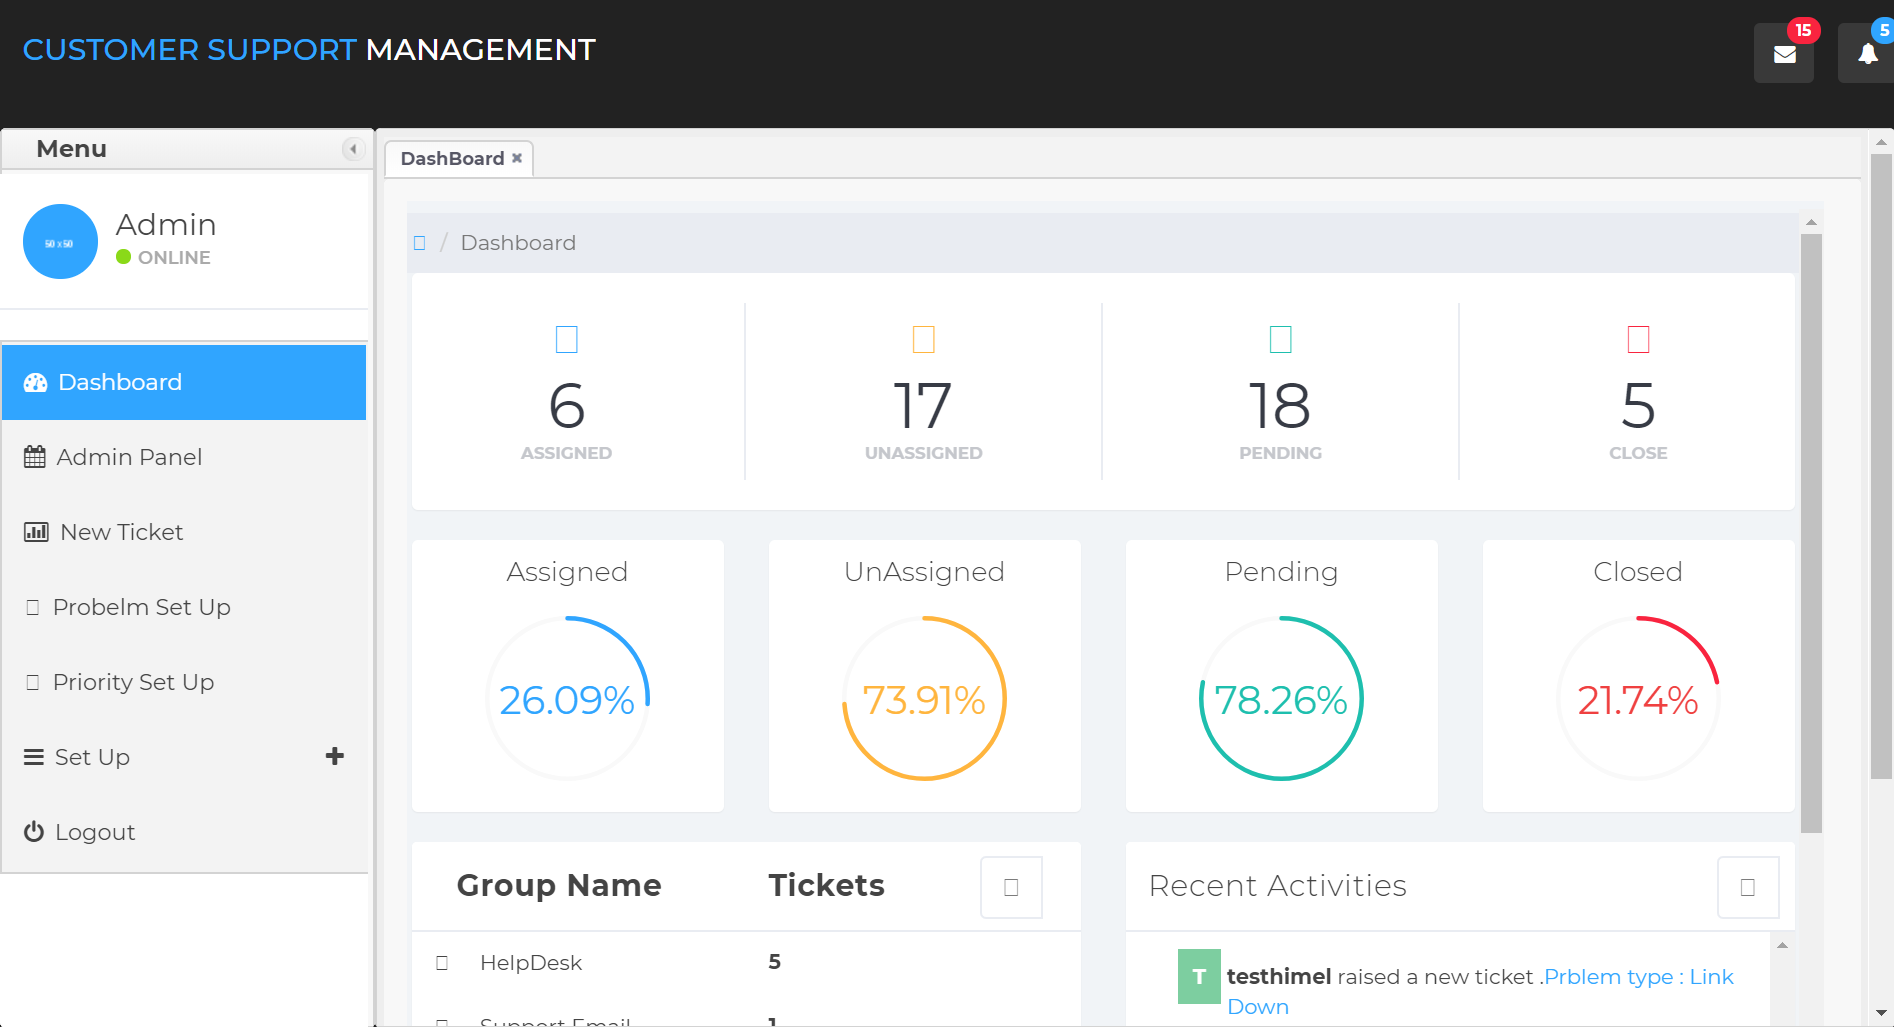 CUSTOMER SUPPORT MANAGEMENT
15
5
Menu
DashBoard
50 x 50
Admin
ONLINE
Dashboard
Admin Panel
New Ticket
Probelm Set Up
Priority Set Up
Set Up
Logout
/ Dashboard
6
ASSIGNED
17
UNASSIGNED
18
PENDING
5
CLOSE
Assigned
26.09%
UnAssigned
73.91%
Pending
78.26%
Closed
21.74%
Group Name Tickets
HelpDesk 5
Support Email 1
Recent Activities
T
testhimel raised a new ticket .Prblem type : Link
Down